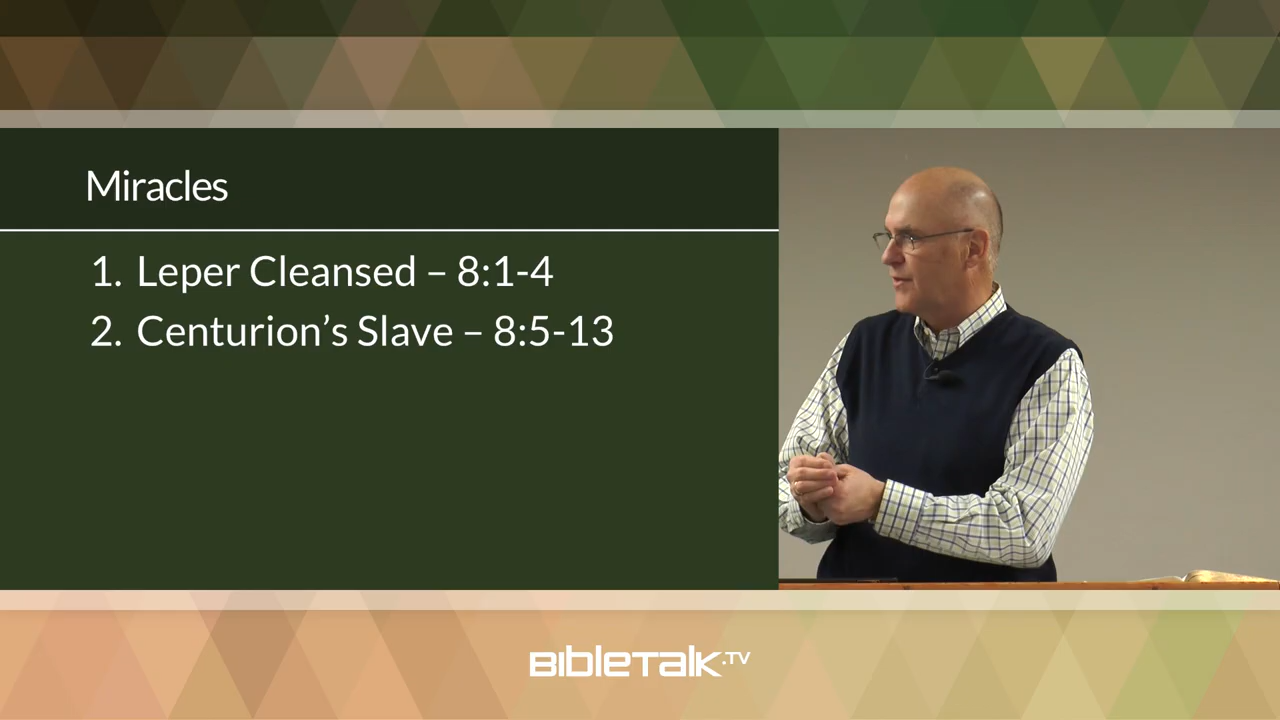 Miracles
1. Leper Cleansed – 8:1-4
2. Centurion’s Slave – 8:5-13
BibleTalk.TV